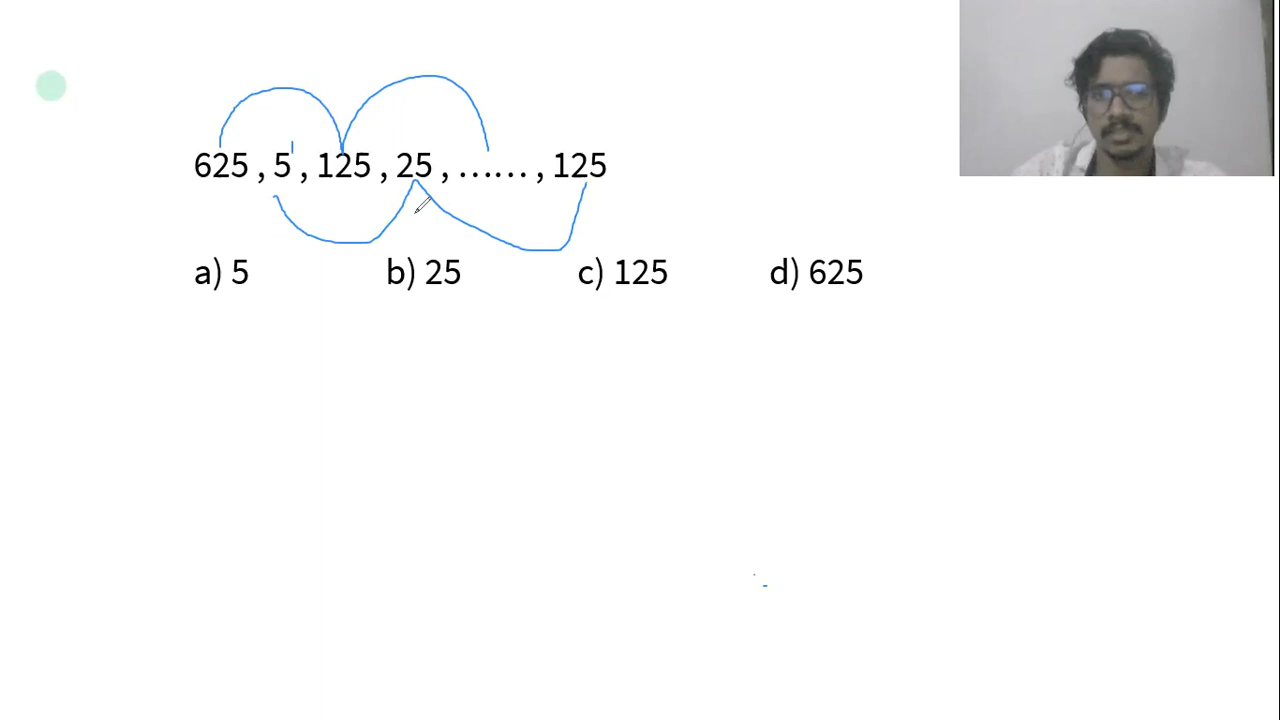 625 , 5 , 125 , 25 , …… , 125
a) 5 b) 25 c) 125 d) 625